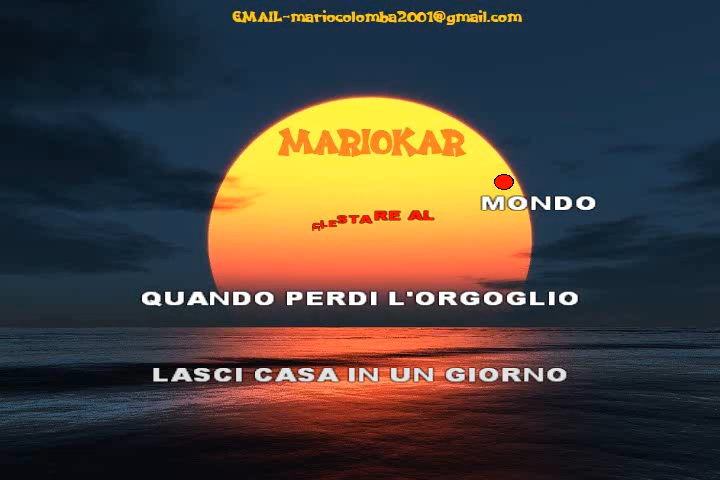 EMAIL-mariocolomba2001@gmail.com
MARIOKAR
STARE AL MONDO
QUANDO PERDI L'ORGOGLIO
LASCI CASA IN UN GIORNO